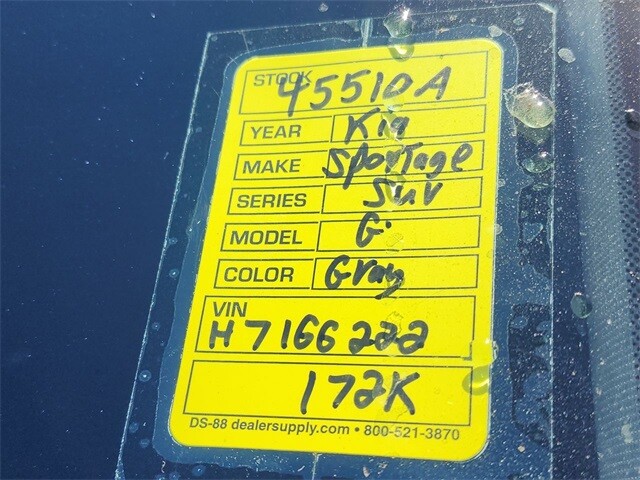 STOCK 45510A
YEAR Kia
MAKE Sportage
SERIES SUV
MODEL G.
COLOR Gray
VIN
H7166222
172K
DS-88 dealersupply.com • 800-521-3870